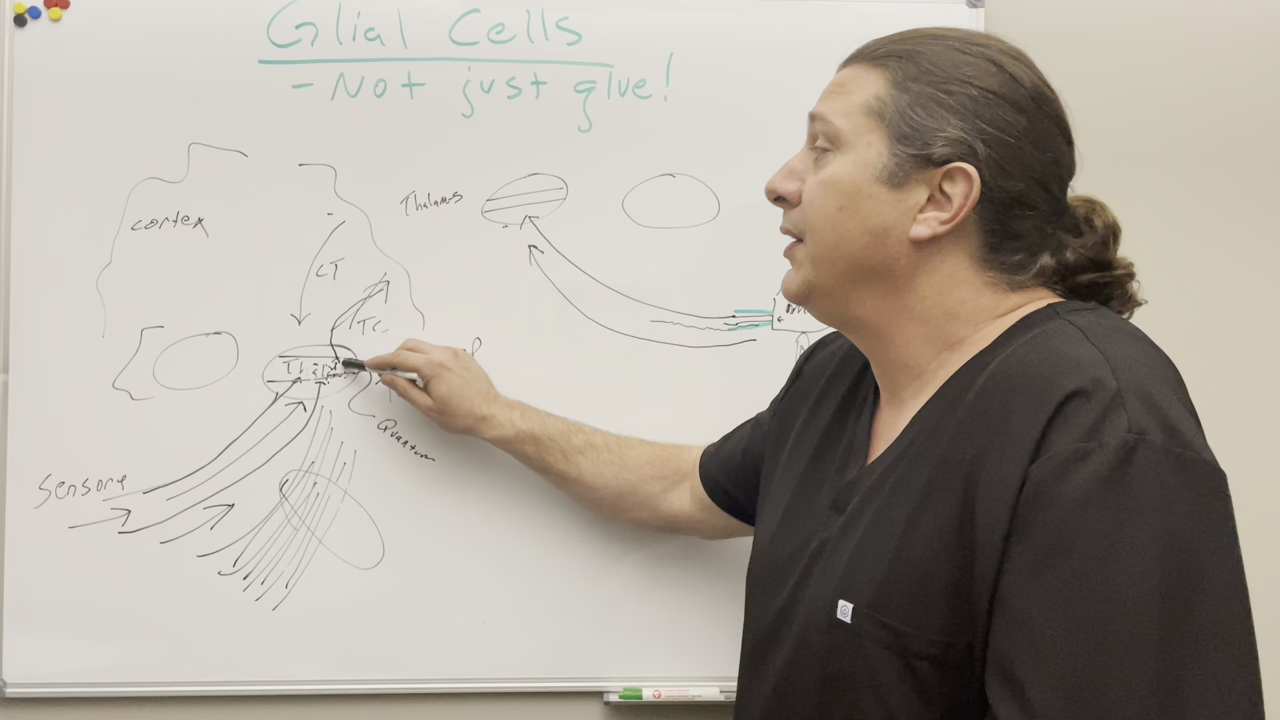 Glial Cells
- Not just glue!
Thalamus
cortex
CT
TC
Quantum
Sensory